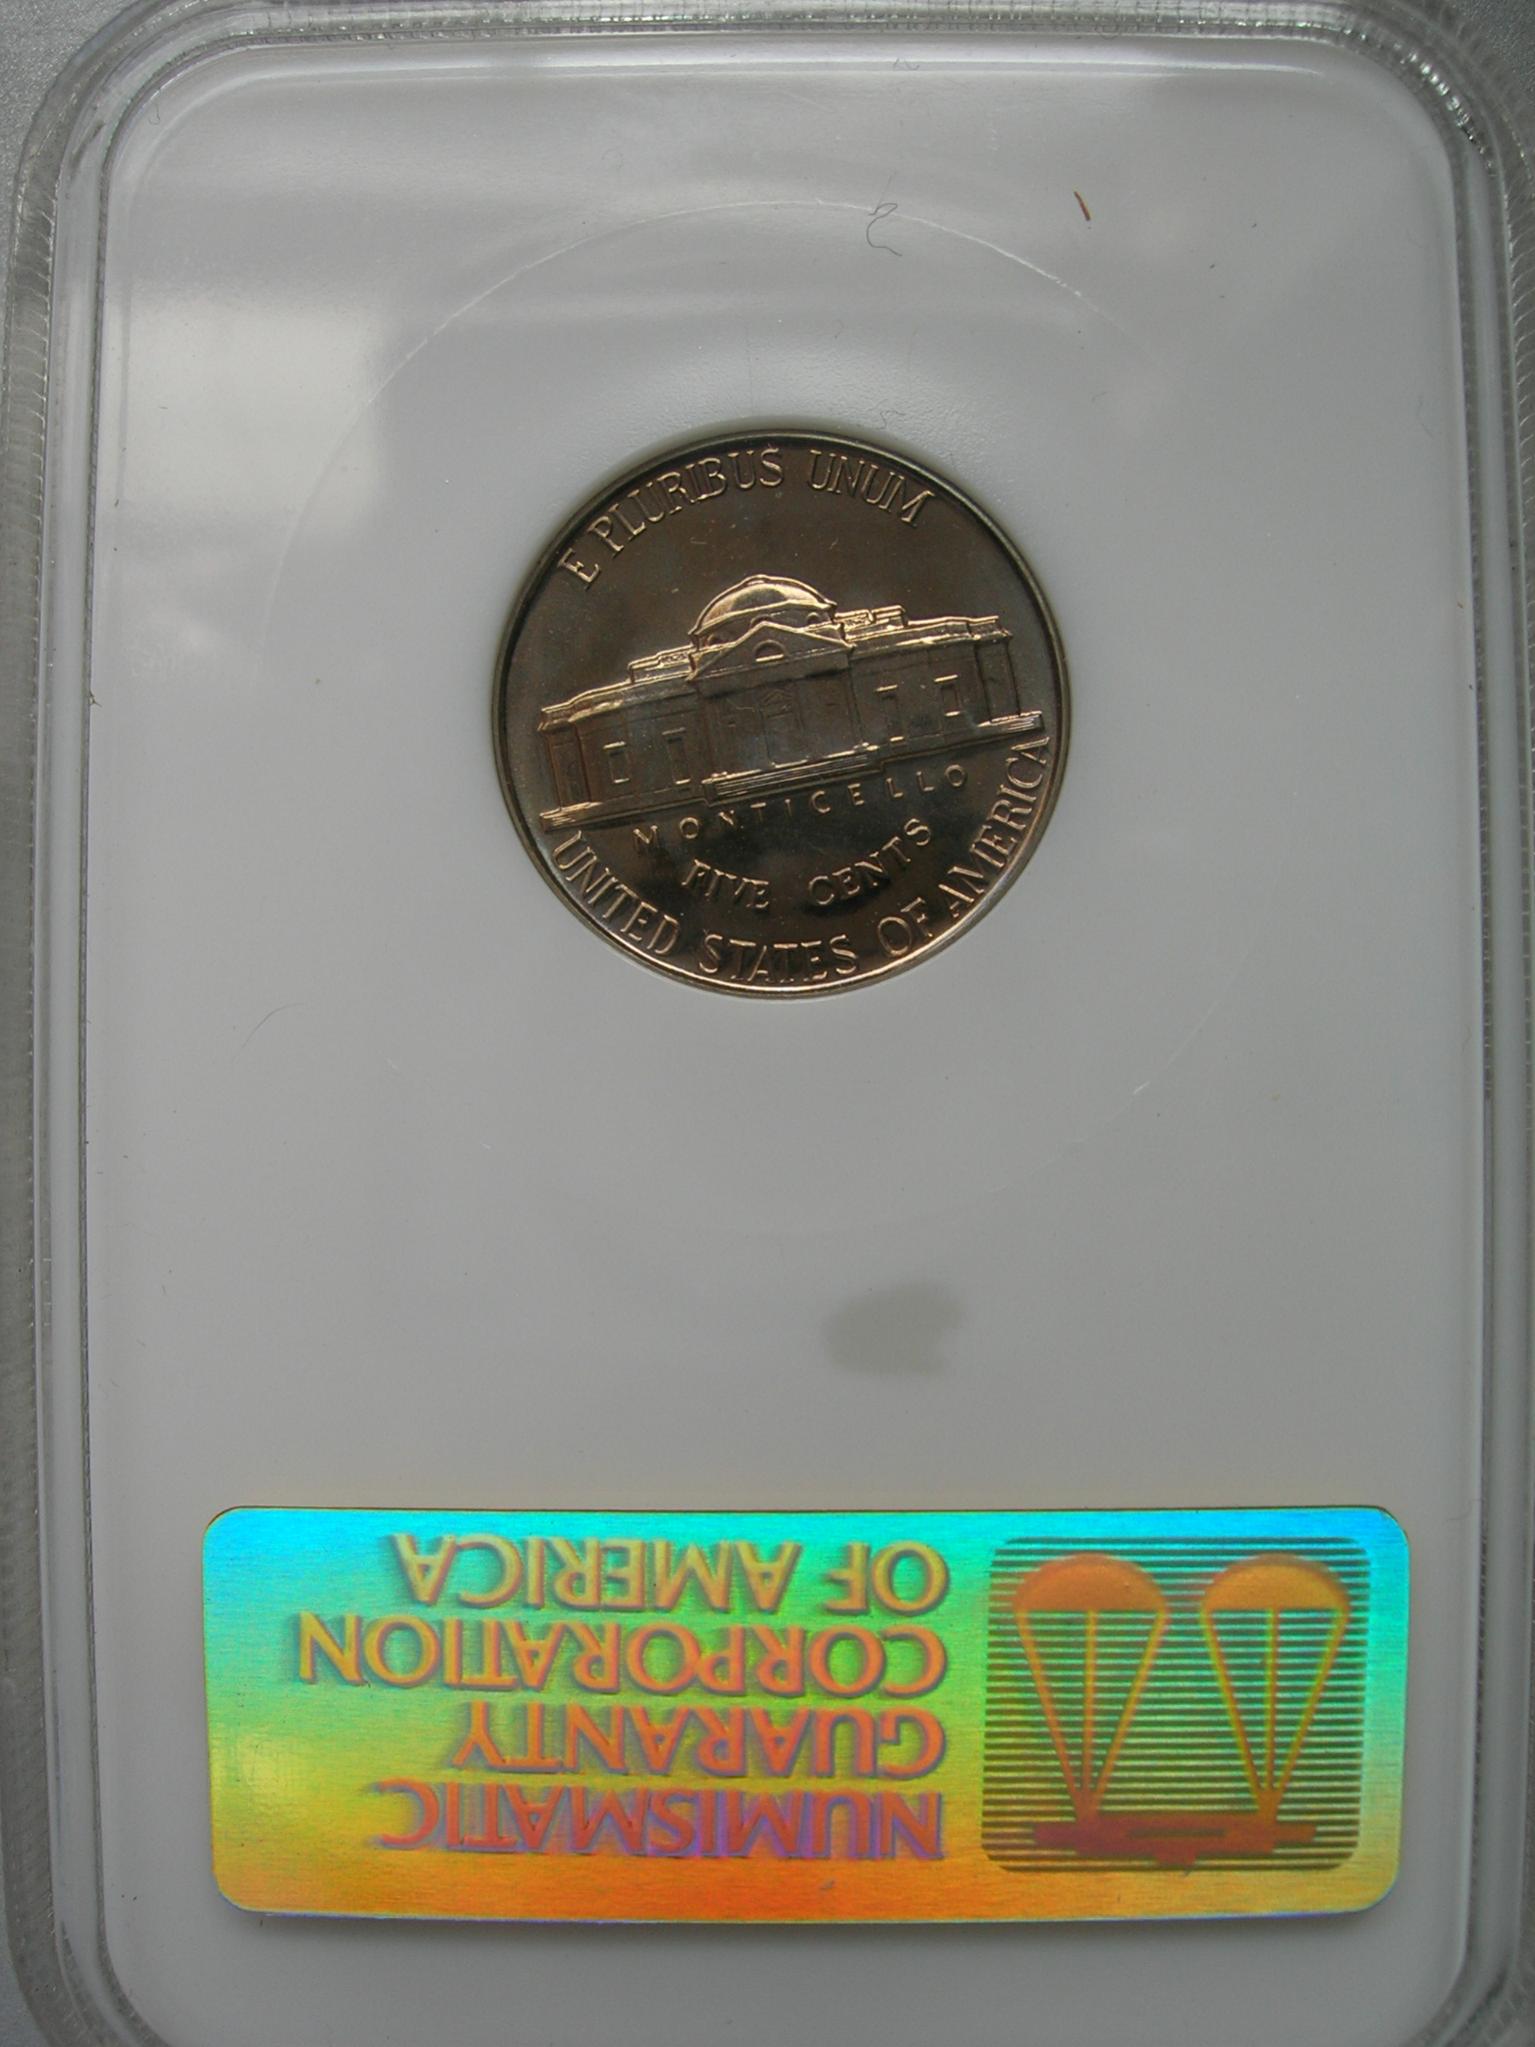 E PLURIBUS UNUM
MONTICELLO
FIVE CENTS
UNITED STATES OF AMERICA
NUMISMATIC
GUARANTY
CORPORATION
OF AMERICA